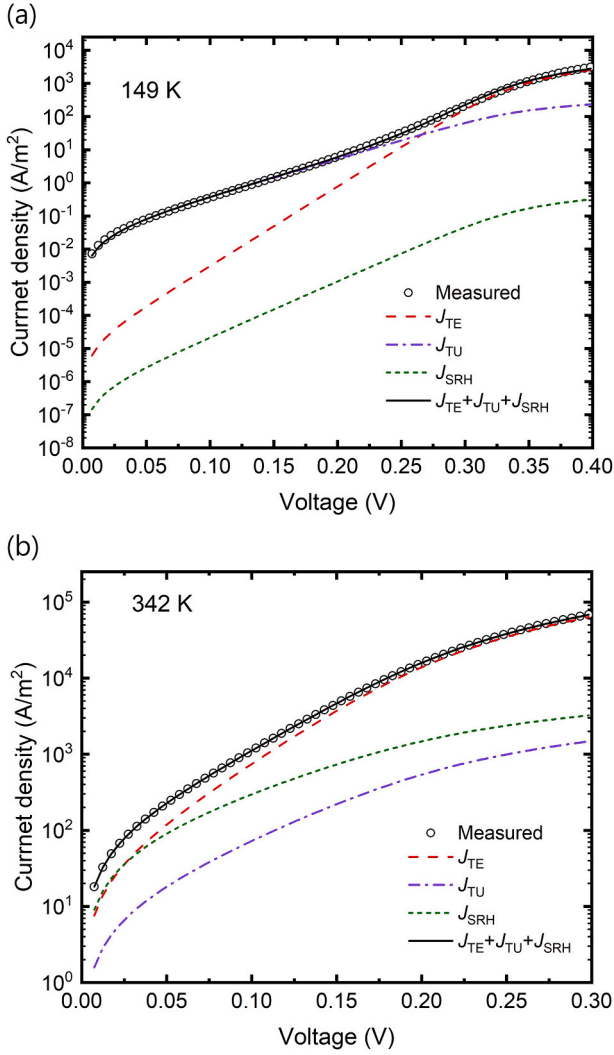 (a)
Currnet density (A/m²)
10⁴
10³
10²
10¹
10⁰
10⁻¹
10⁻²
10⁻³
10⁻⁴
10⁻⁵
10⁻⁶
10⁻⁷
10⁻⁸
149 K
Measured
J_TE
J_TU
J_SRH
J_TE+J_TU+J_SRH
0.00 0.05 0.10 0.15 0.20 0.25 0.30 0.35 0.40
Voltage (V)
(b)
Currnet density (A/m²)
10⁵
10⁴
10³
10²
10¹
10⁰
342 K
Measured
J_TE
J_TU
J_SRH
J_TE+J_TU+J_SRH
0.00 0.05 0.10 0.15 0.20 0.25 0.30
Voltage (V)